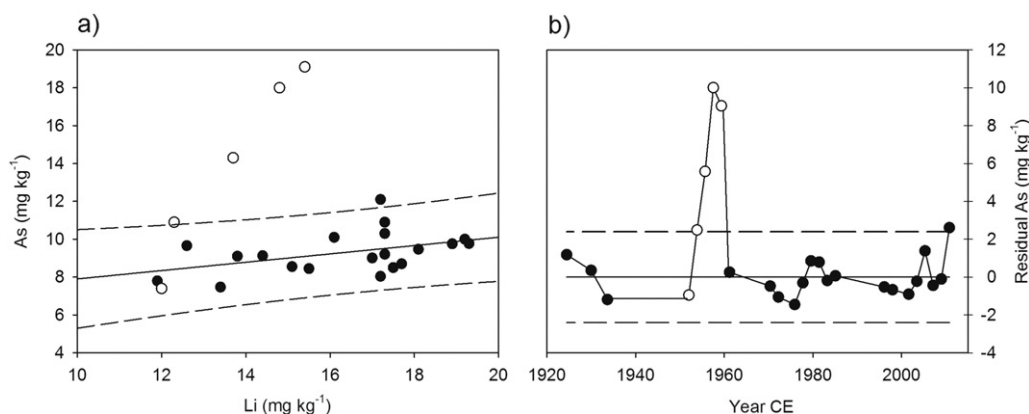 a)
20
18
16
14
12
10
8
6
4
As (mg kg⁻¹)
10 12 14 16 18 20
Li (mg kg⁻¹)
b)
12
10
8
6
4
2
0
-2
-4
Residual As (mg kg⁻¹)
1920 1940 1960 1980 2000
Year CE